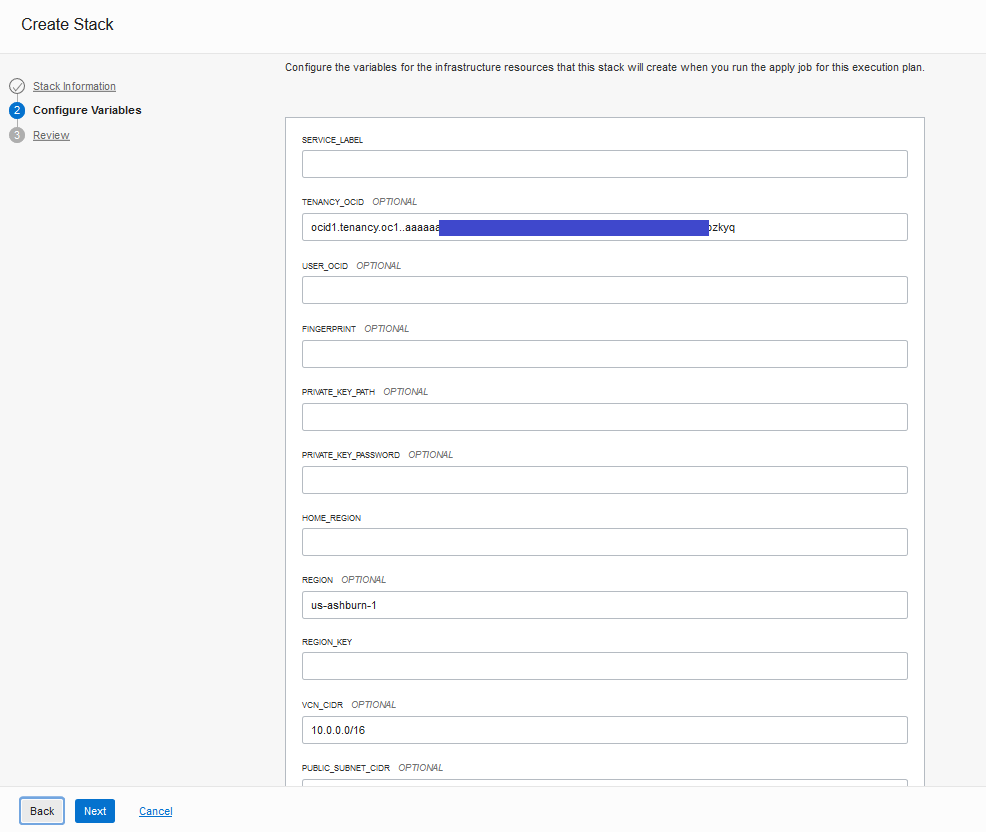 Create Stack
Configure the variables for the infrastructure resources that this stack will create when you run the apply job for this execution plan.
Stack Information
2 Configure Variables
3 Review
SERVICE_LABEL
TENANCY_OCID OPTIONAL
ocid1.tenancy.oc1..aaaaaa zkyq
USER_OCID OPTIONAL
FINGERPRINT OPTIONAL
PRIVATE_KEY_PATH OPTIONAL
PRIVATE_KEY_PASSWORD OPTIONAL
HOME_REGION
REGION OPTIONAL
us-ashburn-1
REGION_KEY
VCN_CIDR OPTIONAL
10.0.0.0/16
PUBLIC_SUBNET_CIDR OPTIONAL
Back Next Cancel